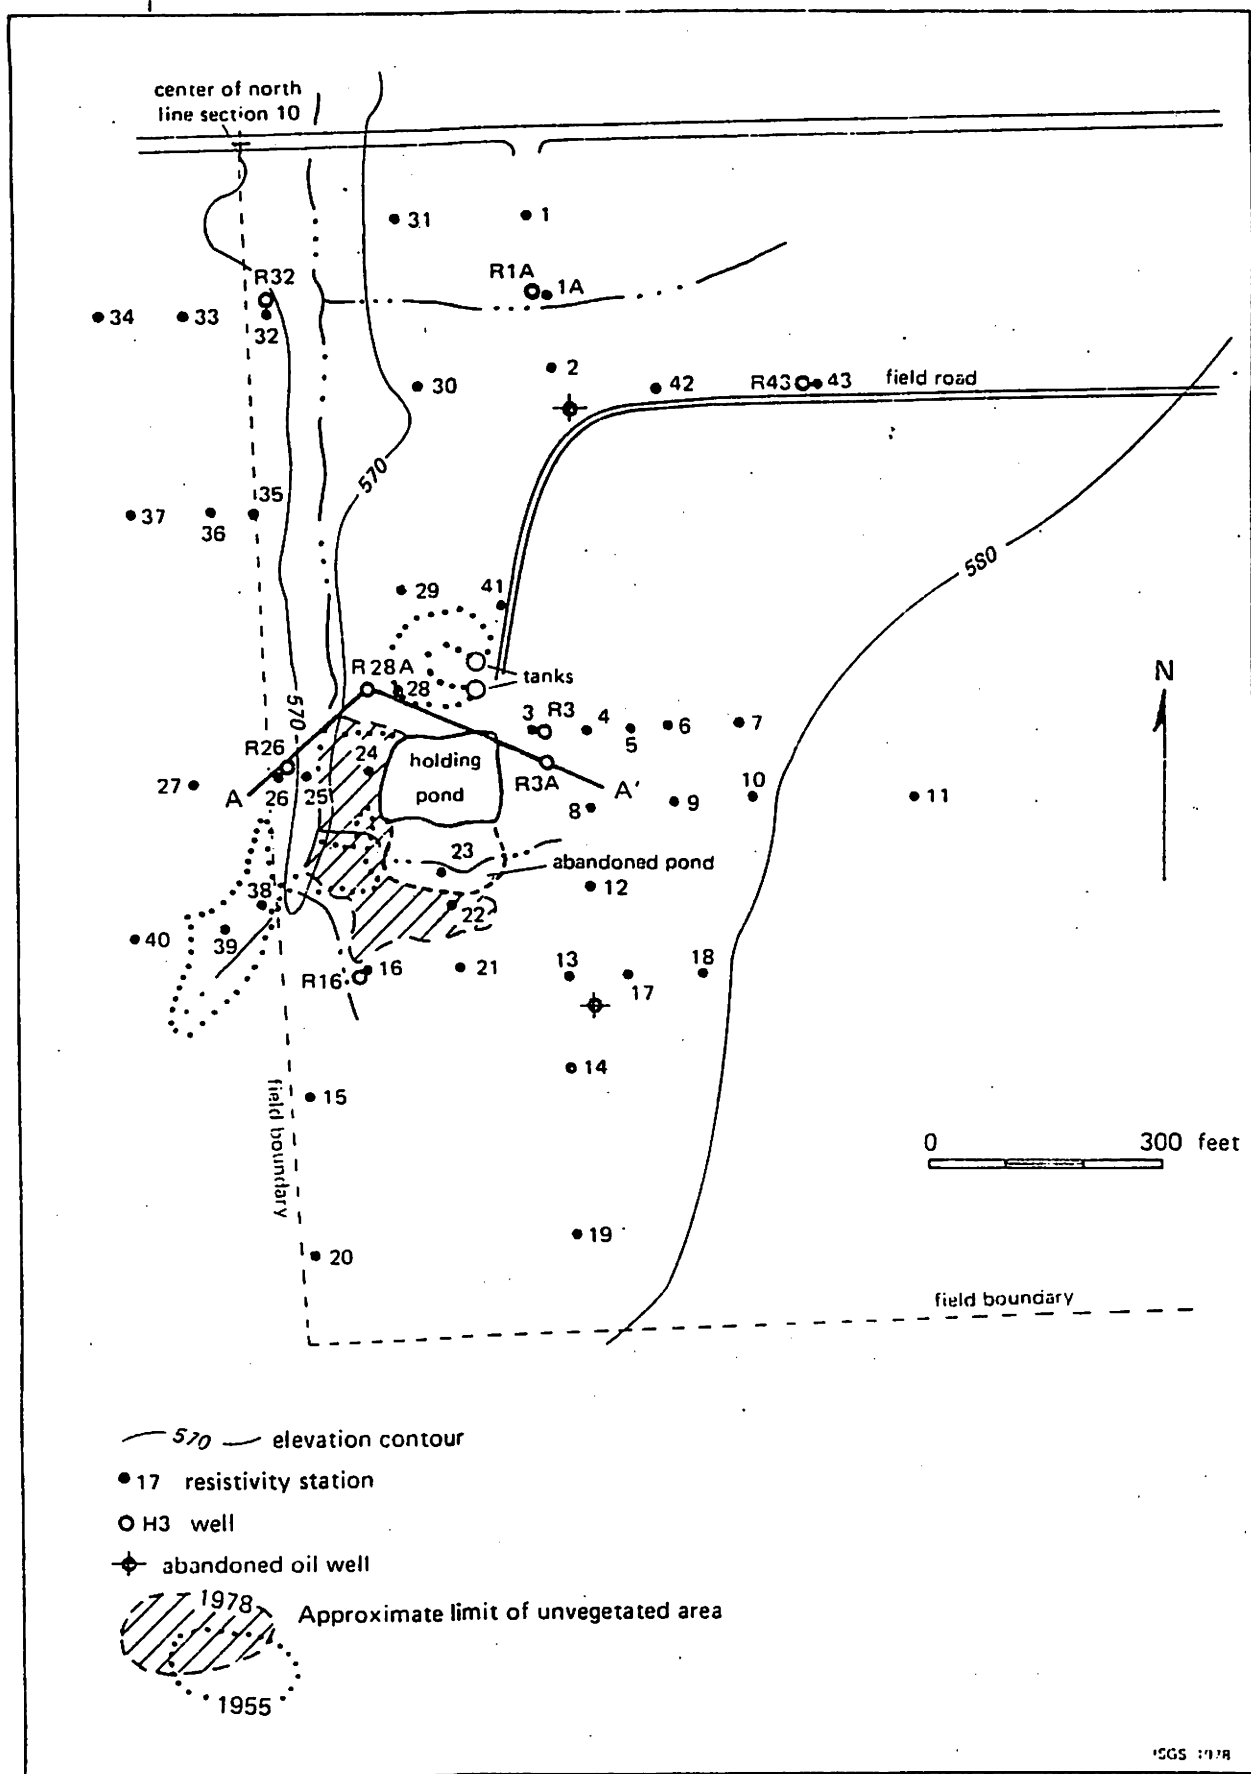 center of north
line section 10
31
1
R32
R1A
1A
34
33
32
2
30
42
R43
43
field road
570
35
37
36
580
29
41
N
R28A
28
tanks
3
R3
4
5
6
7
570
R26
24
holding
pond
R3A
27
A
26
25
A'
8
9
10
11
23
abandoned pond
38
12
22
40
39
R16
16
21
13
17
18
14
field boundary
15
0
300 feet
19
20
field boundary
570 elevation contour
17 resistivity station
H3 well
abandoned oil well
1978
Approximate limit of unvegetated area
1955
ISGS 1978